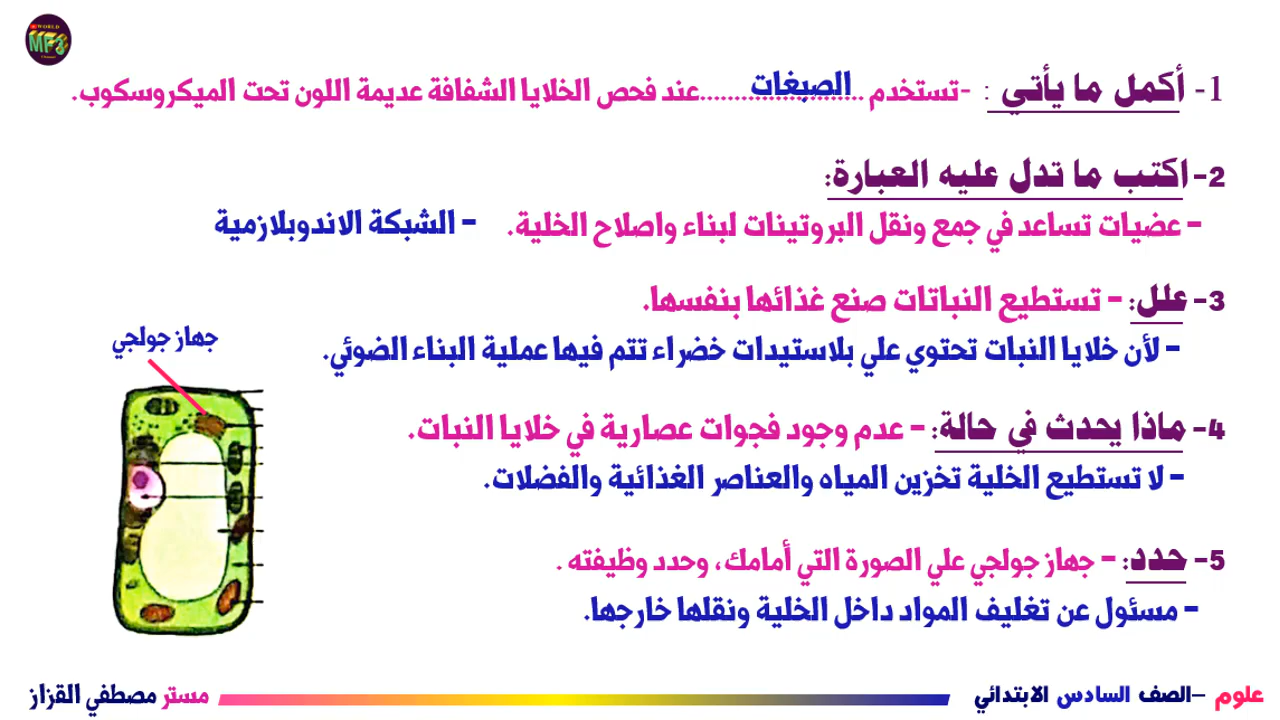 WORLD
MP3
1- أكمل ما يأتي : -تستخدم ........الصبغات........عند فحص الخلايا الشفافة عديمة اللون تحت الميكروسكوب.
2- اكتب ما تدل عليه العبارة:
- عضيات تساعد في جمع ونقل البروتينات لبناء واصلاح الخلية. - الشبكة الاندوبلازمية
3- علل: - تستطيع النباتات صنع غذائها بنفسها.
- لأن خلايا النبات تحتوي علي بلاستيدات خضراء تتم فيها عملية البناء الضوئي.
جهاز جولجي
4- ماذا يحدث في حالة: - عدم وجود فجوات عصارية في خلايا النبات.
- لا تستطيع الخلية تخزين المياه والعناصر الغذائية والفضلات.
5- حدد: - جهاز جولجي علي الصورة التي أمامك، وحدد وظيفته .
- مسئول عن تغليف المواد داخل الخلية ونقلها خارجها.
علوم -الصف السادس الابتدائي
مستر مصطفي القزاز